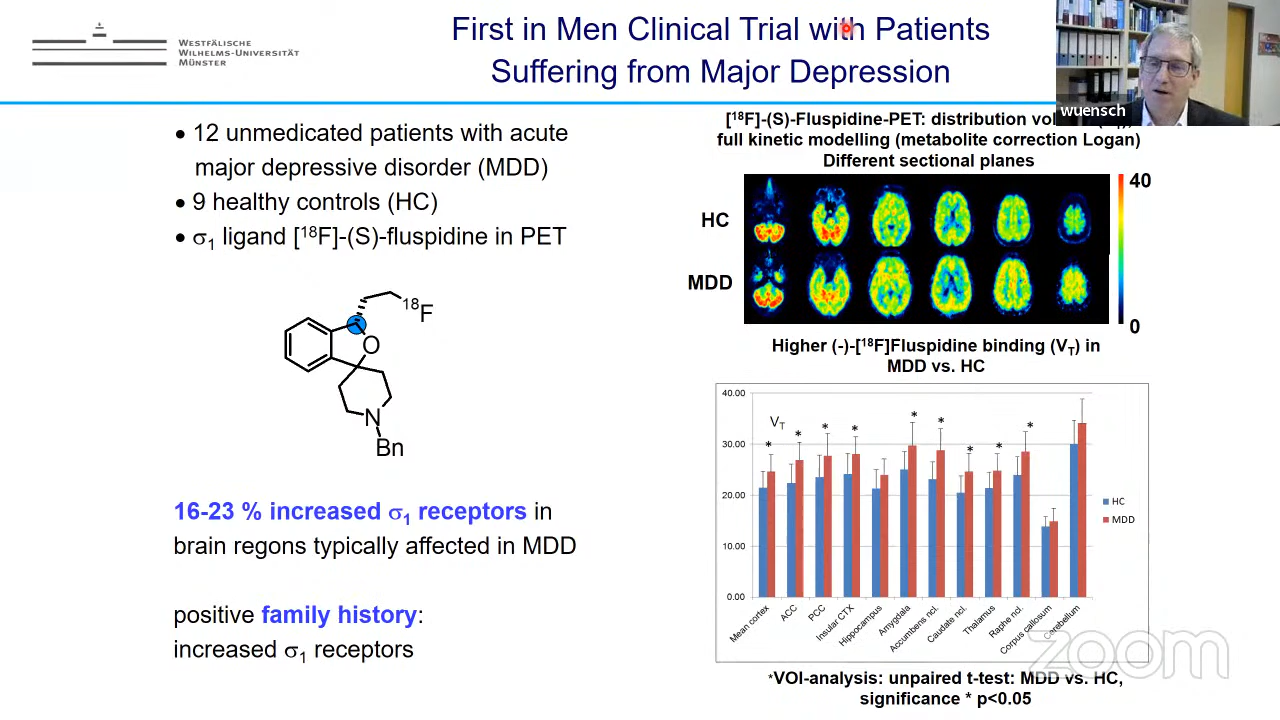 WESTFÄLISCHE
WILHELMS-UNIVERSITÄT
MÜNSTER
First in Men Clinical Trial with Patients
Suffering from Major Depression
wuensch
• 12 unmedicated patients with acute
major depressive disorder (MDD)
• 9 healthy controls (HC)
• σ1 ligand [18F]-(S)-fluspidine in PET
18F
O
N
Bn
16-23 % increased σ1 receptors in
brain regons typically affected in MDD
positive family history:
increased σ1 receptors
[18F]-(S)-Fluspidine-PET: distribution
full kinetic modelling (metabolite correction Logan)
Different sectional planes
HC
MDD
40
0
Higher (-)-[18F]Fluspidine binding (VT) in
MDD vs. HC
40.00
30.00
20.00
10.00
0.00
VT
* * * * * * * * *
Mean cortex
ACC
PCC
Insular CTX
Hippocampus
Amygdala
Accumbens ncl.
Caudate ncl.
Thalamus
Raphe ncl.
Corpus callosum
Cerebellum
HC
MDD
*VOI-analysis: unpaired t-test: MDD vs. HC,
significance * p<0.05
zoom